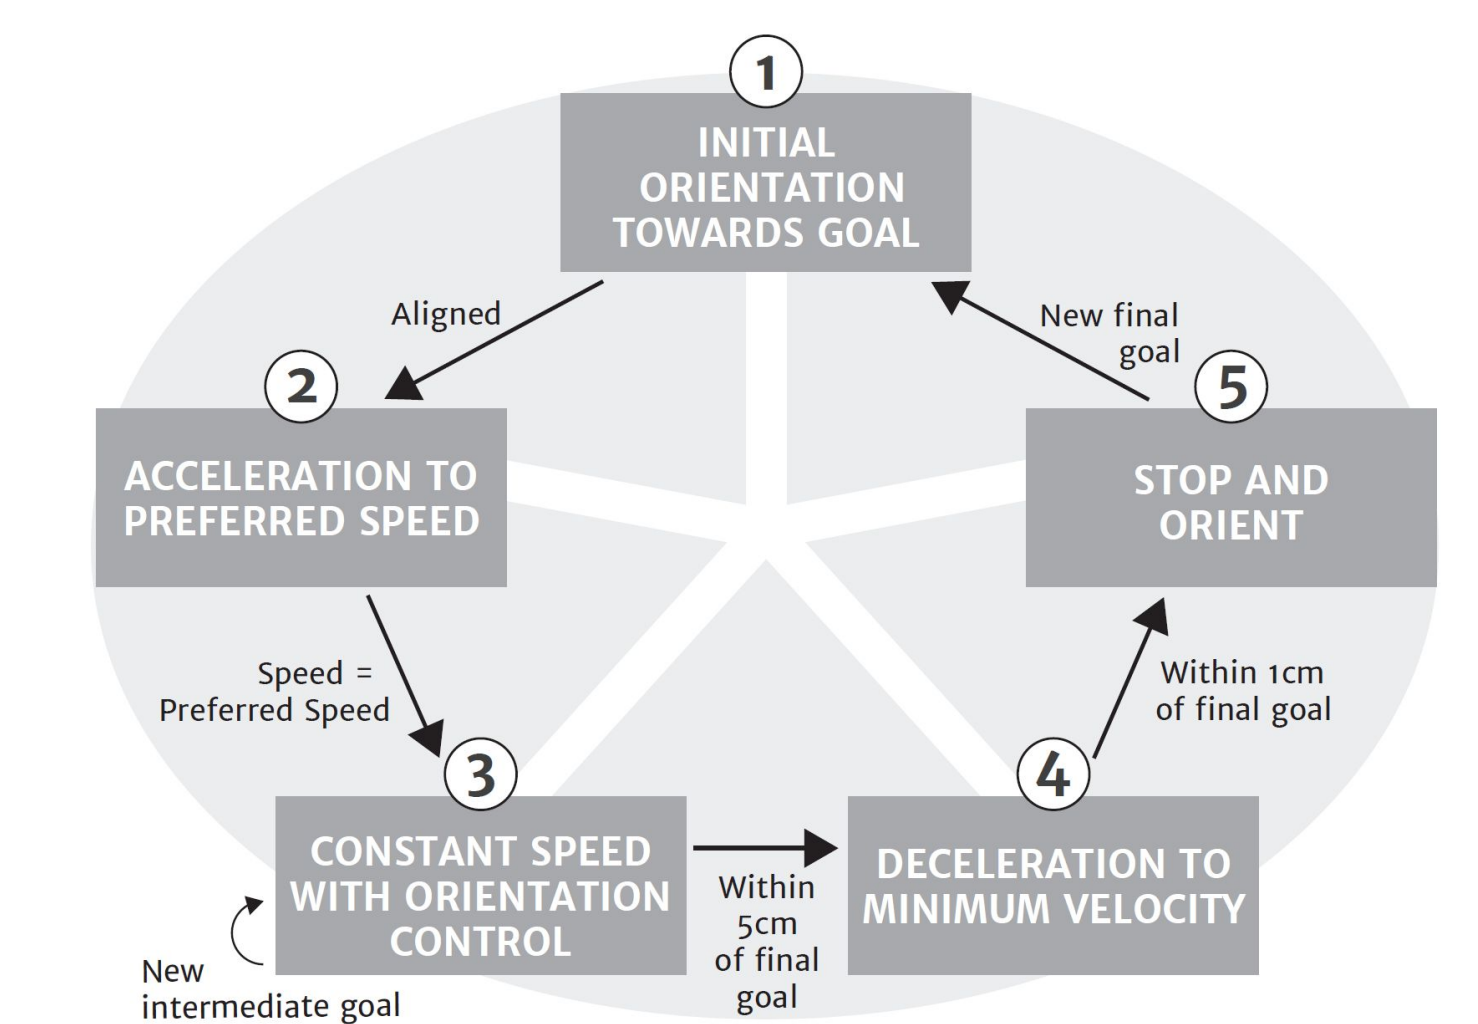 1
INITIAL
ORIENTATION
TOWARDS GOAL
Aligned
New final
goal
2
ACCELERATION TO
PREFERRED SPEED
5
STOP AND
ORIENT
Speed =
Preferred Speed
Within 1cm
of final goal
3
CONSTANT SPEED
WITH ORIENTATION
CONTROL
New
intermediate goal
Within
5cm
of final
goal
4
DECELERATION TO
MINIMUM VELOCITY